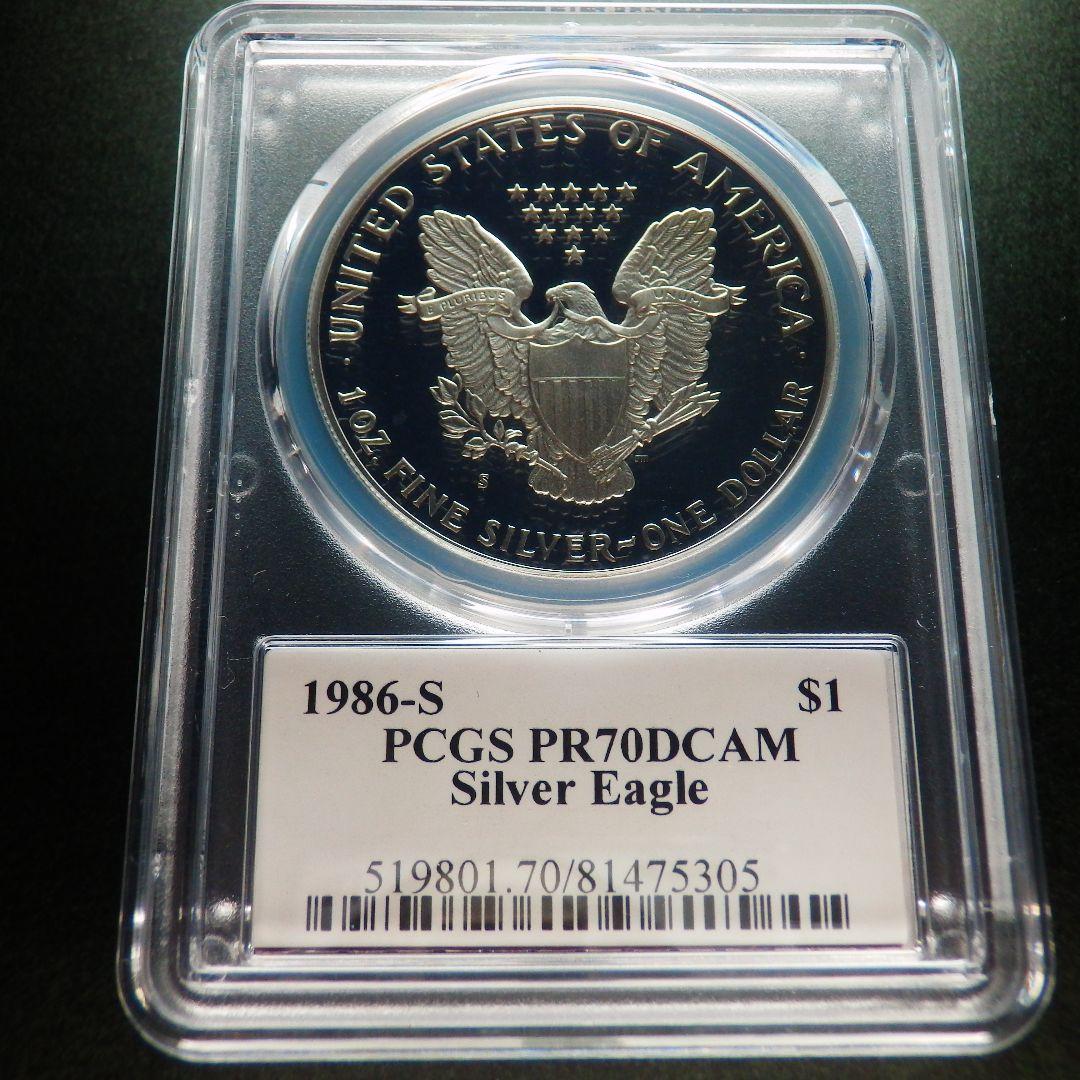 UNITED STATES OF AMERICA
E PLURIBUS UNUM
S
1 OZ. FINE SILVER~ONE DOLLAR
1986-S $1
PCGS PR70DCAM
Silver Eagle
519801.70/81475305